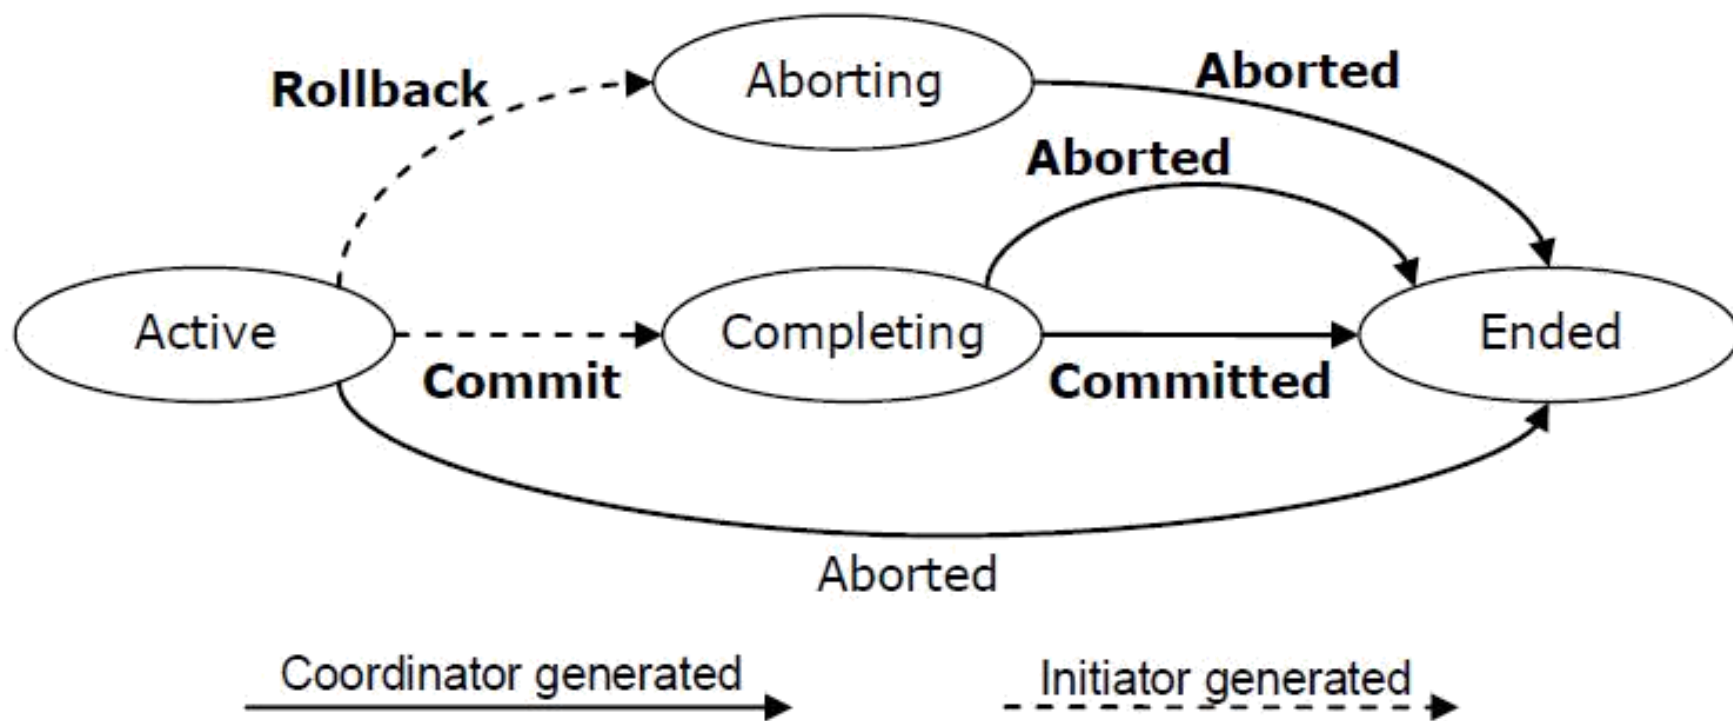 Rollback
Aborting
Aborted
Aborted
Active
Completing
Ended
Commit
Committed
Aborted
Coordinator generated
Initiator generated